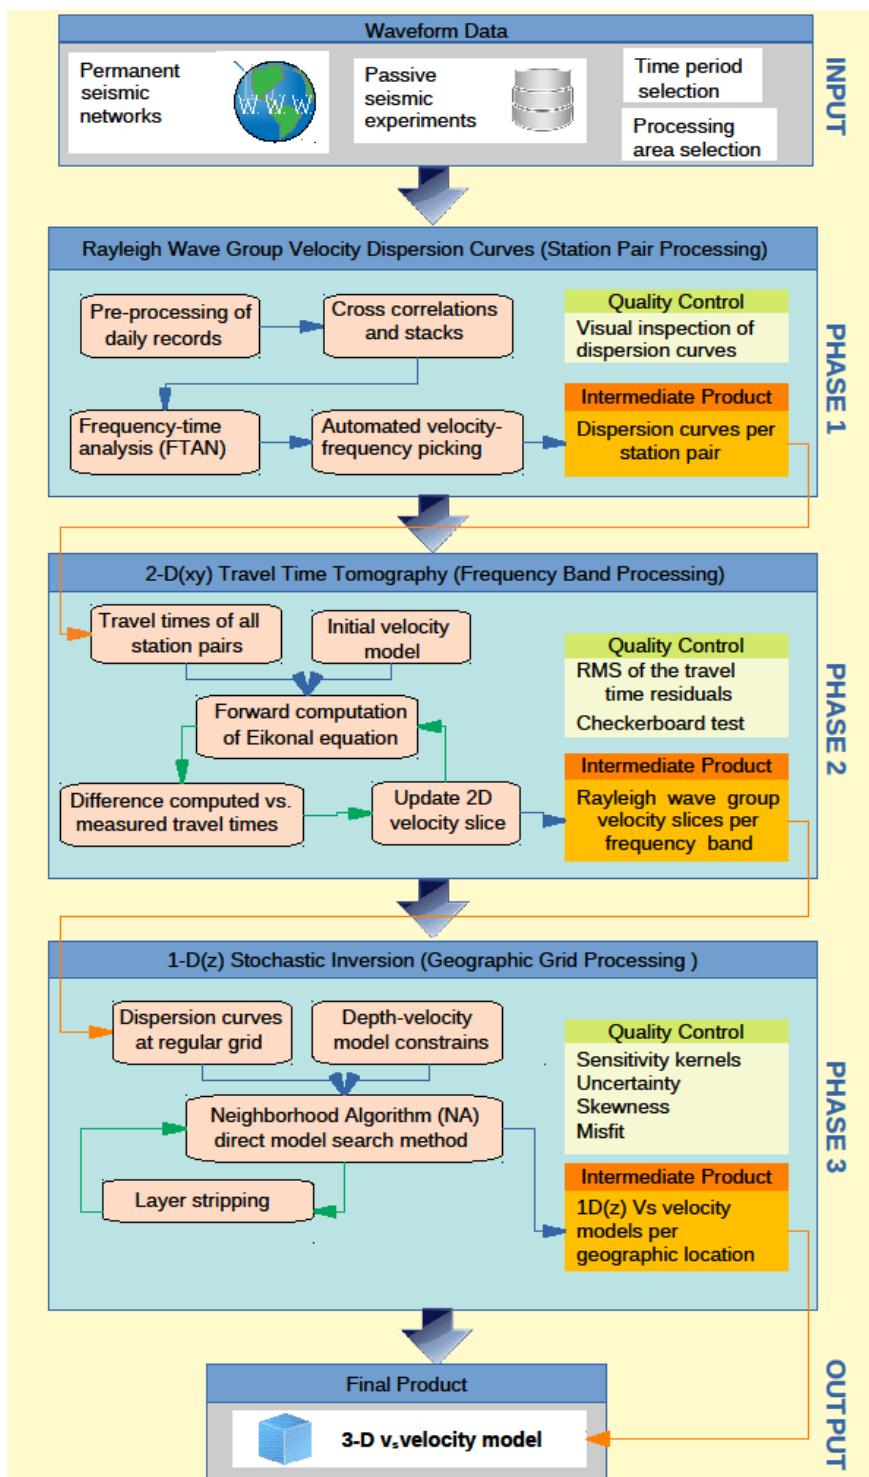 Waveform Data
Permanent
seismic
networks
W. W. W
Passive
seismic
experiments
Time period
selection
Processing
area selection
INPUT
Rayleigh Wave Group Velocity Dispersion Curves (Station Pair Processing)
Pre-processing of
daily records
Cross correlations
and stacks
Quality Control
Visual inspection of
dispersion curves
Frequency-time
analysis (FTAN)
Automated velocity-
frequency picking
Intermediate Product
Dispersion curves per
station pair
PHASE 1
2-D(xy) Travel Time Tomography (Frequency Band Processing)
Travel times of all
station pairs
Initial velocity
model
Quality Control
RMS of the travel
time residuals
Checkerboard test
Forward computation
of Eikonal equation
Difference computed vs.
measured travel times
Update 2D
velocity slice
Intermediate Product
Rayleigh wave group
velocity slices per
frequency band
PHASE 2
1-D(z) Stochastic Inversion (Geographic Grid Processing )
Dispersion curves
at regular grid
Depth-velocity
model constrains
Quality Control
Sensitivity kernels
Uncertainty
Skewness
Misfit
Neighborhood Algorithm (NA)
direct model search method
Layer stripping
Intermediate Product
1D(z) Vs velocity
models per
geographic location
PHASE 3
Final Product
3-D vₛvelocity model
OUTPUT